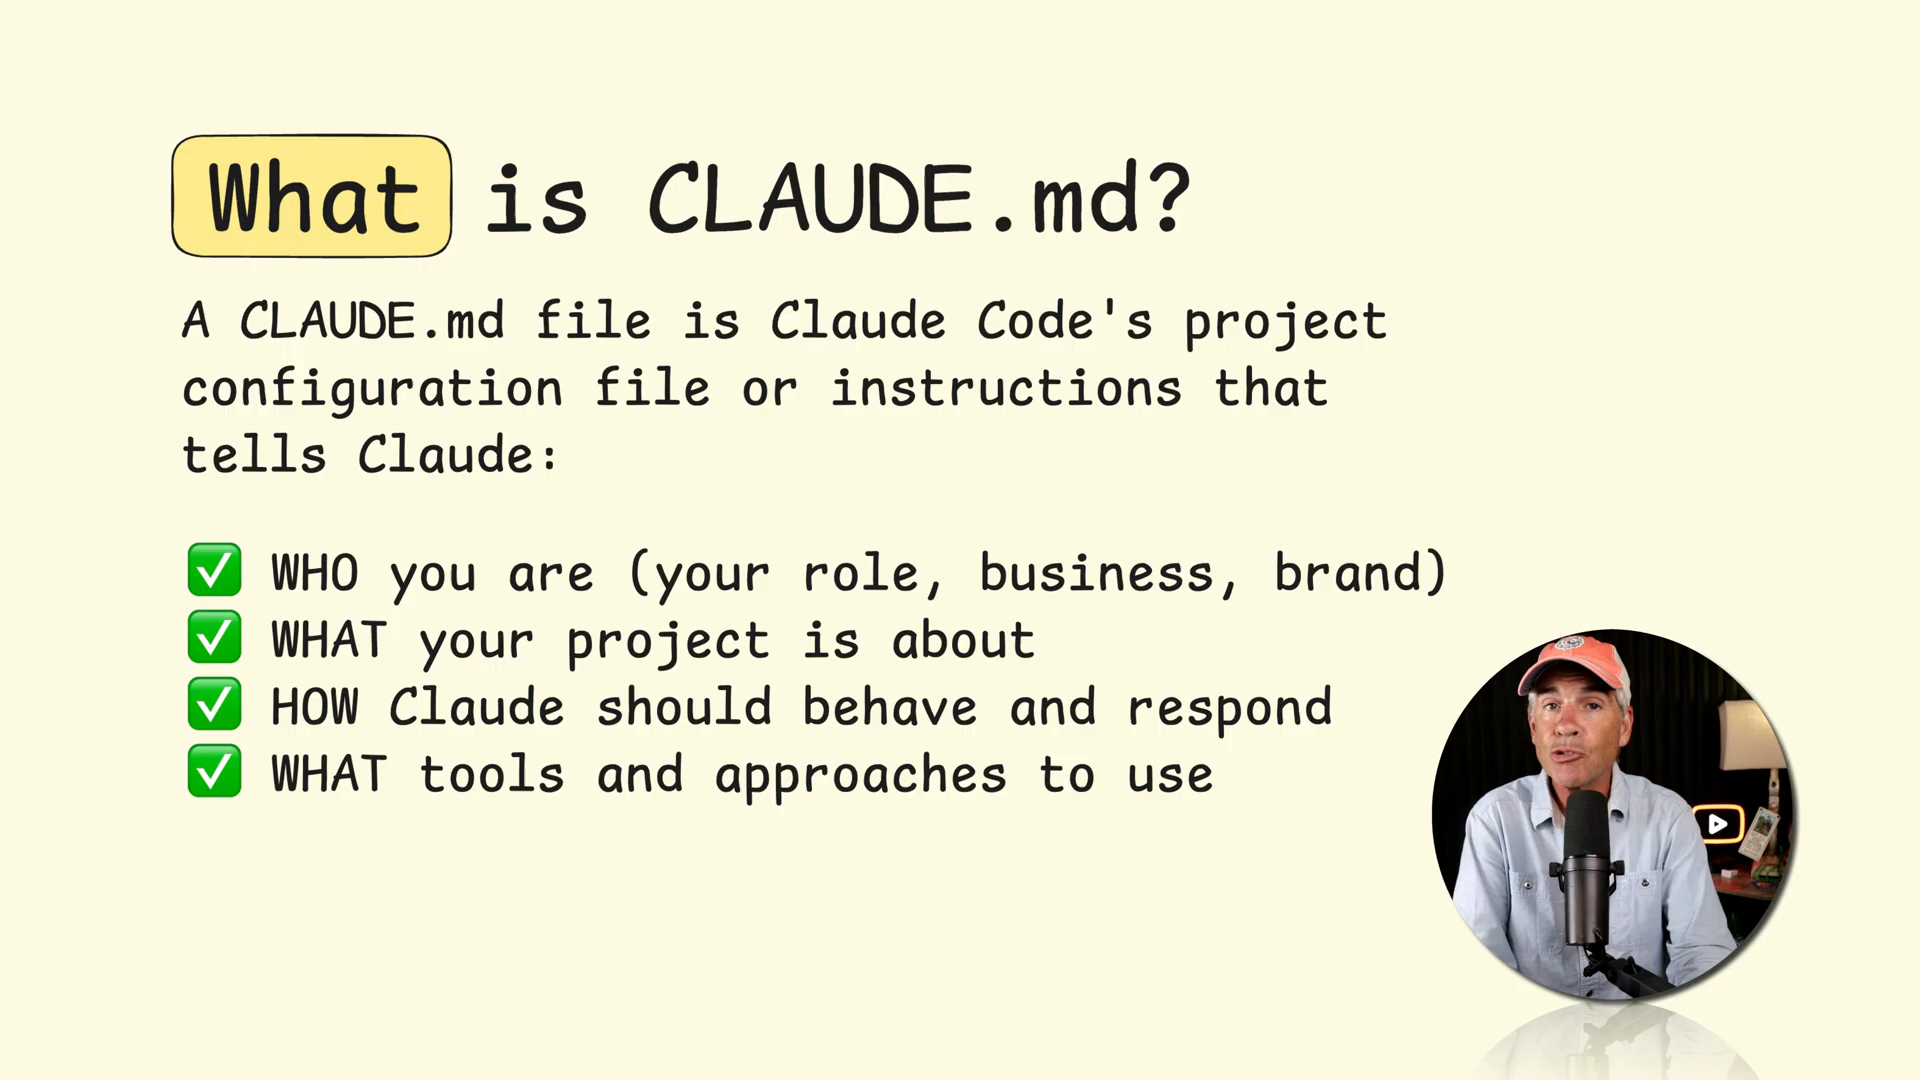 What is CLAUDE.md?
A CLAUDE.md file is Claude Code's project
configuration file or instructions that
tells Claude:
✅ WHO you are (your role, business, brand)
✅ WHAT your project is about
✅ HOW Claude should behave and respond
✅ WHAT tools and approaches to use